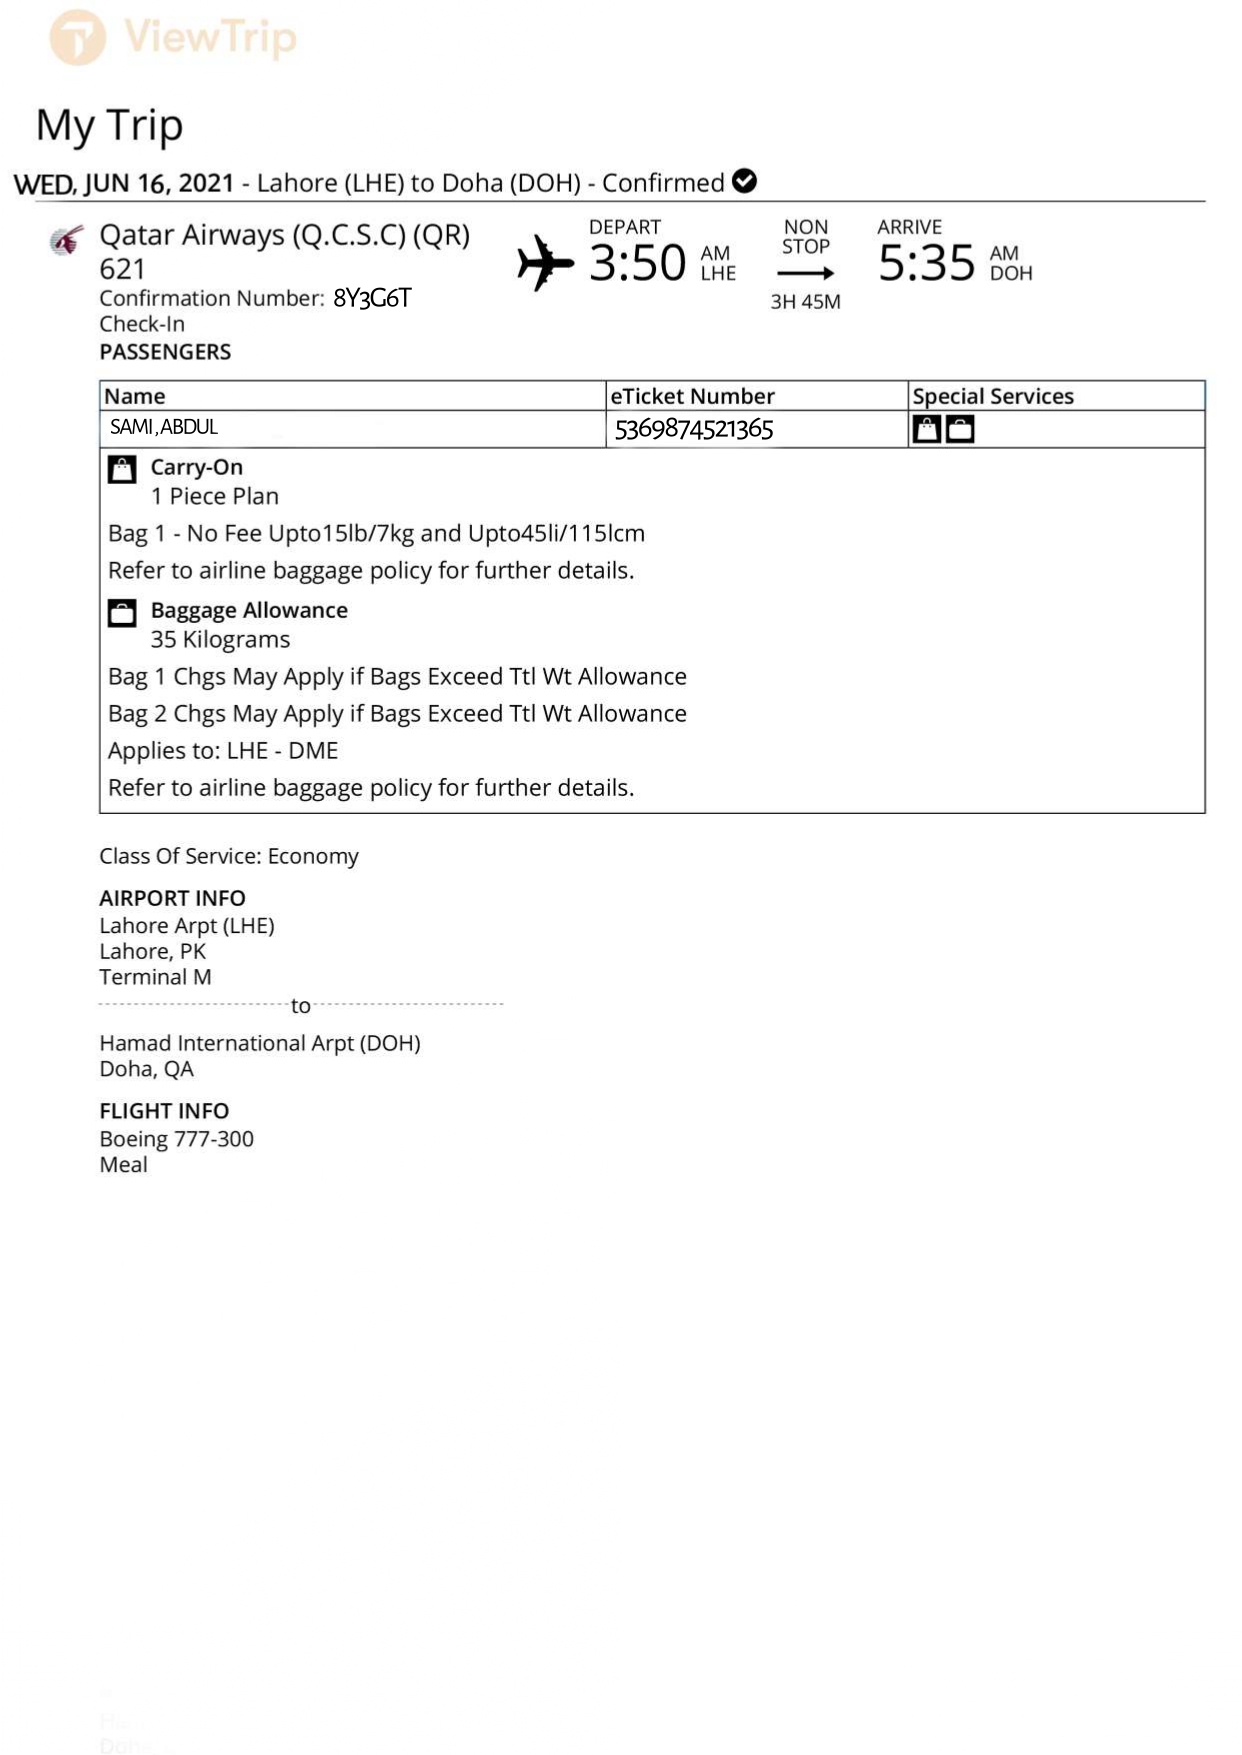 ViewTrip
My Trip
WED, JUN 16, 2021 - Lahore (LHE) to Doha (DOH) - Confirmed
Qatar Airways (Q.C.S.C) (QR)
621
Confirmation Number: 8Y3G6T
Check-In
PASSENGERS
DEPART
3:50 AM LHE
NON
STOP
3H 45M
ARRIVE
5:35 AM DOH
Name eTicket Number Special Services
SAMI,ABDUL 5369874521365
Carry-On
1 Piece Plan
Bag 1 - No Fee Upto15lb/7kg and Upto45li/115lcm
Refer to airline baggage policy for further details.
Baggage Allowance
35 Kilograms
Bag 1 Chgs May Apply if Bags Exceed Ttl Wt Allowance
Bag 2 Chgs May Apply if Bags Exceed Ttl Wt Allowance
Applies to: LHE - DME
Refer to airline baggage policy for further details.
Class Of Service: Economy
AIRPORT INFO
Lahore Arpt (LHE)
Lahore, PK
Terminal M
to
Hamad International Arpt (DOH)
Doha, QA
FLIGHT INFO
Boeing 777-300
Meal